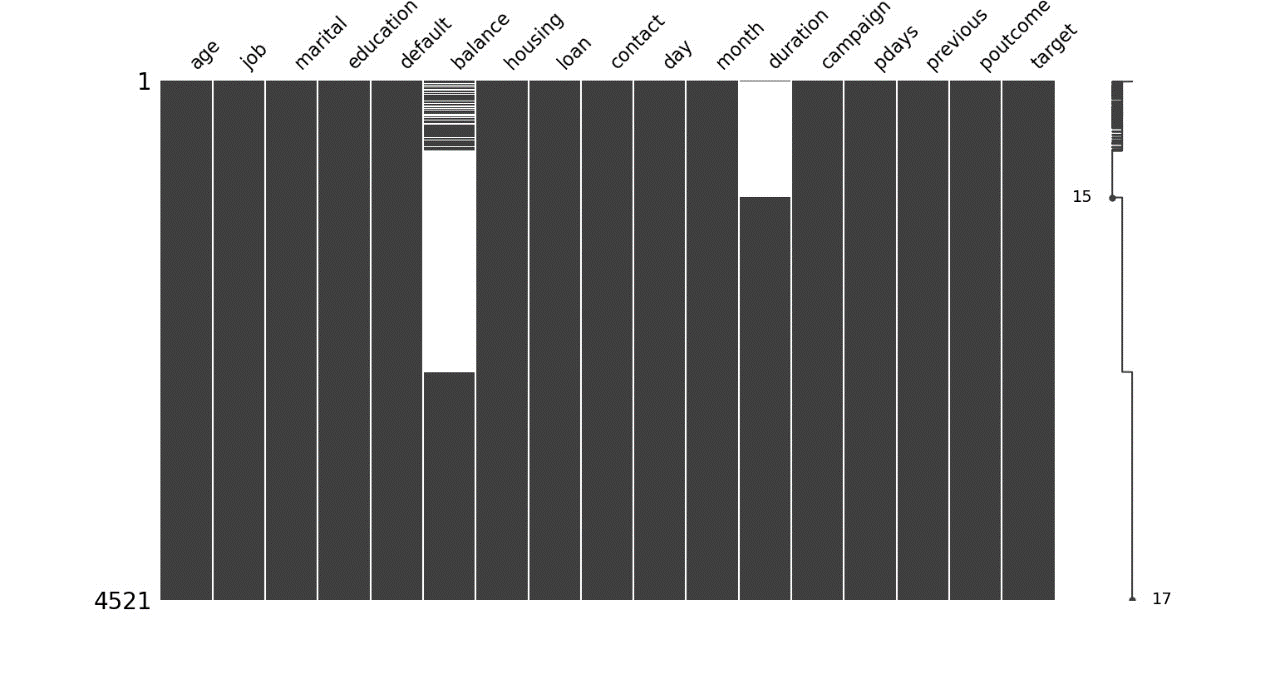 age
job
marital
education
default
balance
housing
loan
contact
day
month
duration
campaign
pdays
previous
poutcome
target
1
15
4521
17